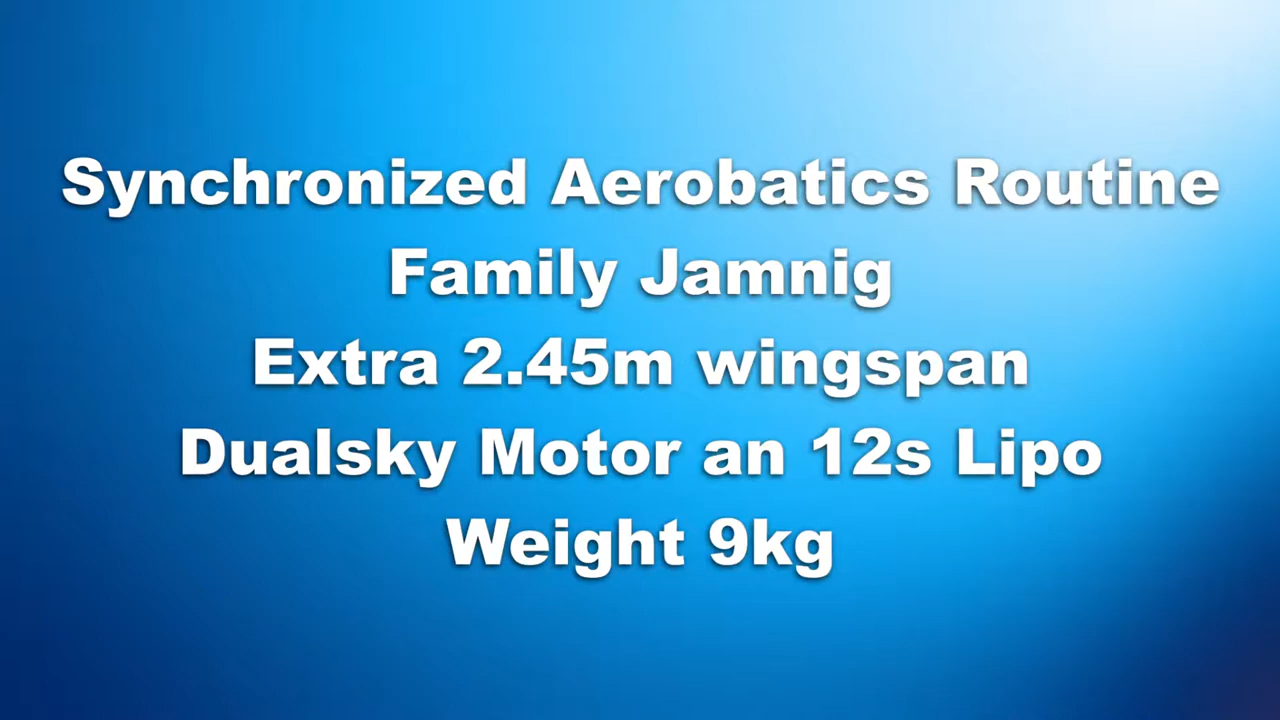 Synchronized Aerobatics Routine
Family Jamnig
Extra 2.45m wingspan
Dualsky Motor an 12s Lipo
Weight 9kg